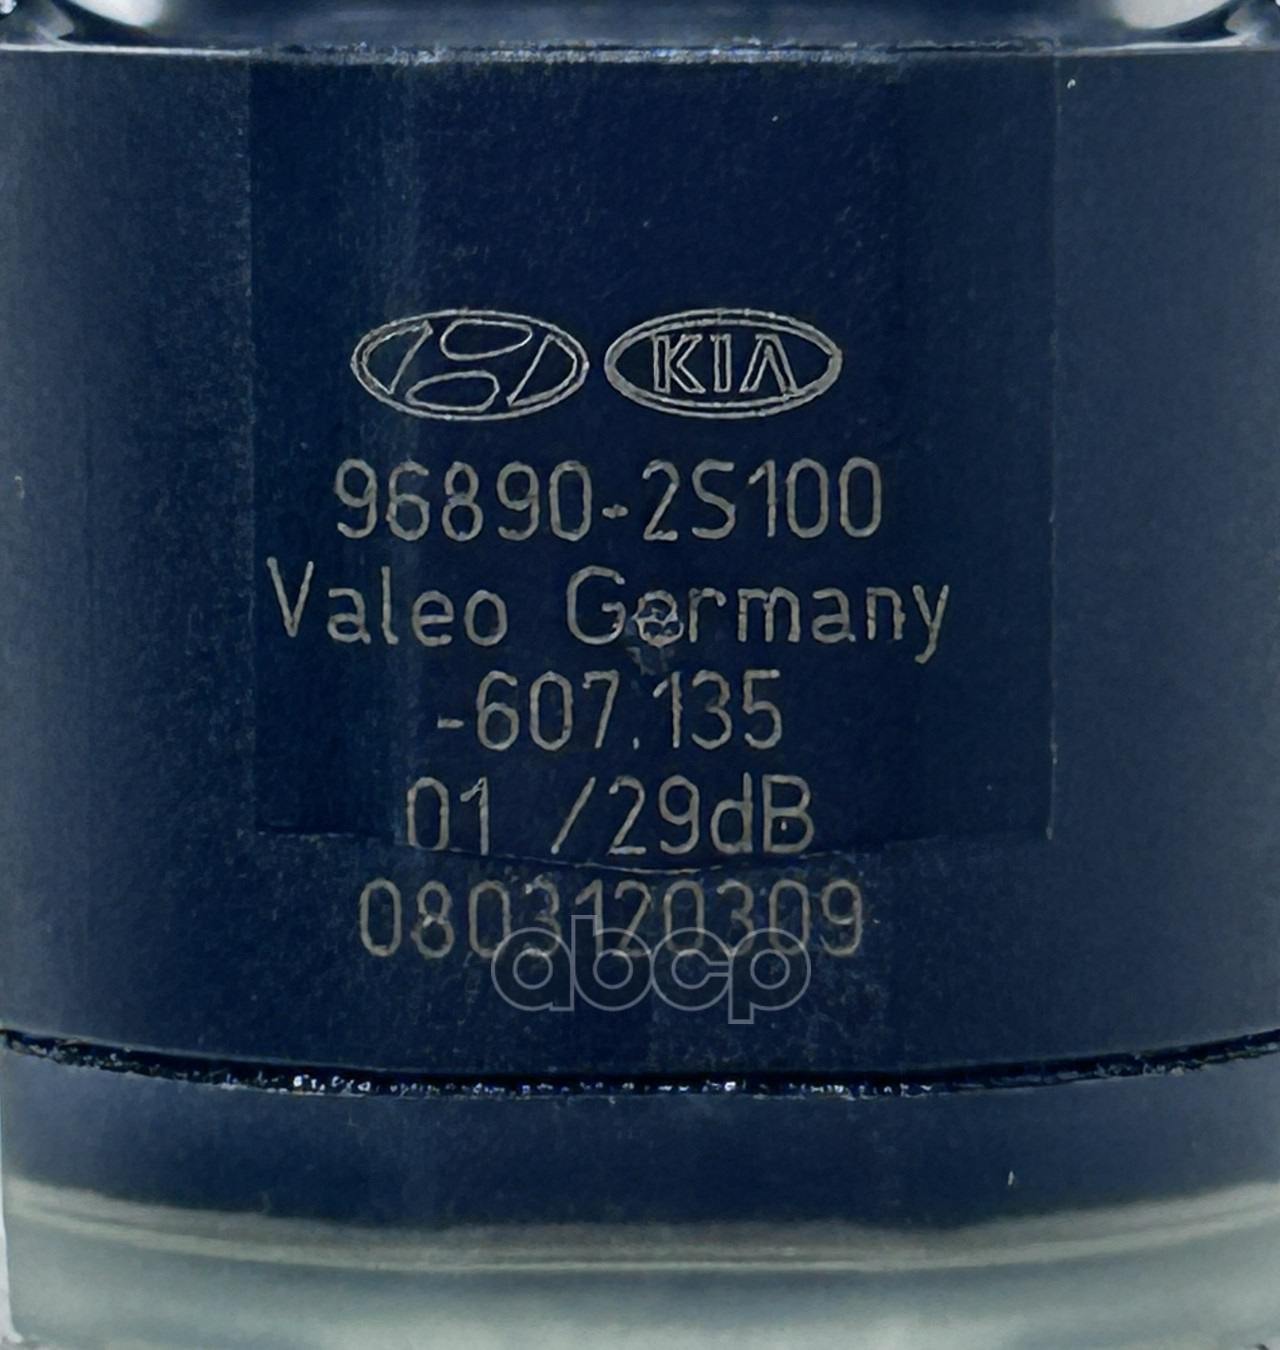 KIA
96890-2S100
Valeo Germany
-607.135
01 /29dB
0803120309
abcp